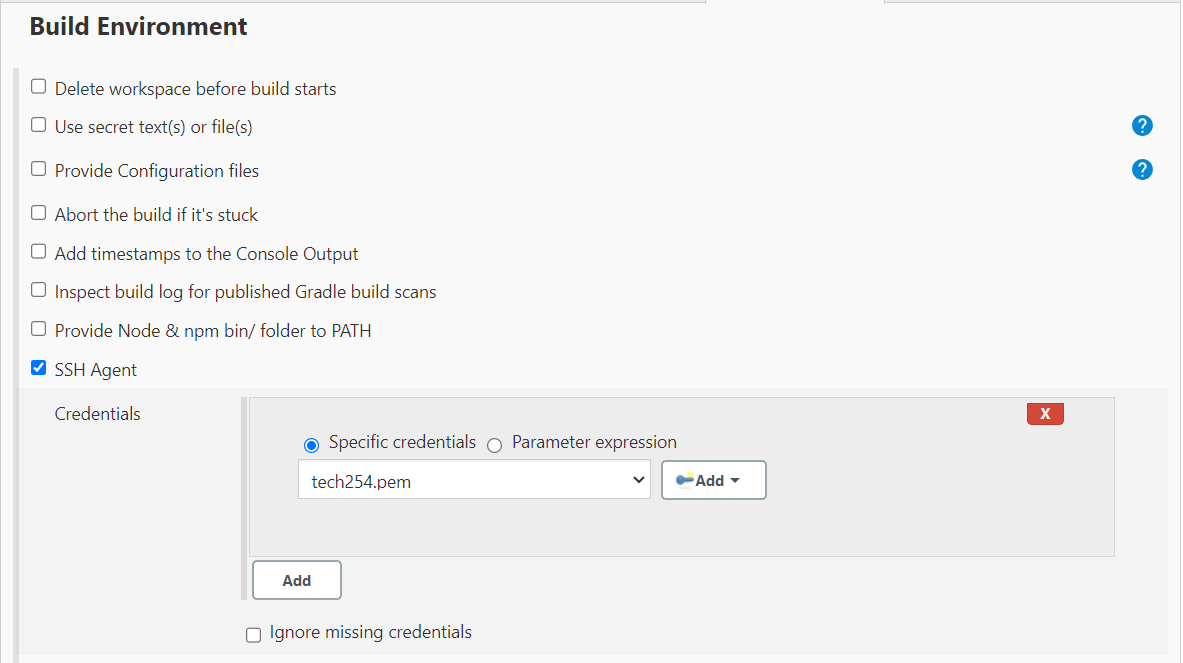 Build Environment
Delete workspace before build starts
Use secret text(s) or file(s)
?
Provide Configuration files
?
Abort the build if it's stuck
Add timestamps to the Console Output
Inspect build log for published Gradle build scans
Provide Node & npm bin/ folder to PATH
SSH Agent
Credentials
X
Specific credentials Parameter expression
tech254.pem Add
Add
Ignore missing credentials